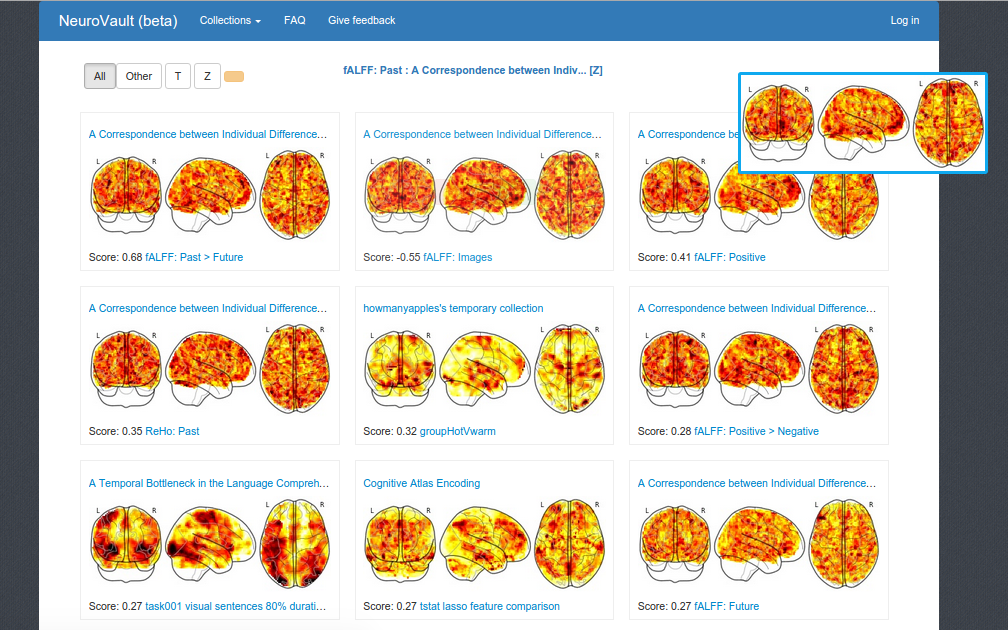 NeuroVault (beta) Collections FAQ Give feedback Log in
All Other T Z fALFF: Past : A Correspondence between Indiv... [Z]
L R R
A Correspondence between Individual Difference... A Correspondence between Individual Difference... A Correspondence be
L R R L R R L R
Score: 0.68 fALFF: Past > Future Score: -0.55 fALFF: Images Score: 0.41 fALFF: Positive
A Correspondence between Individual Difference... howmanyapples's temporary collection A Correspondence between Individual Difference...
L R L R L R L R L R L R
Score: 0.35 ReHo: Past Score: 0.32 groupHotVwarm Score: 0.28 fALFF: Positive > Negative
A Temporal Bottleneck in the Language Compreh... Cognitive Atlas Encoding A Correspondence between Individual Difference...
L R L R L R L R L R L R
Score: 0.27 task001 visual sentences 80% durati... Score: 0.27 tstat lasso feature comparison Score: 0.27 fALFF: Future